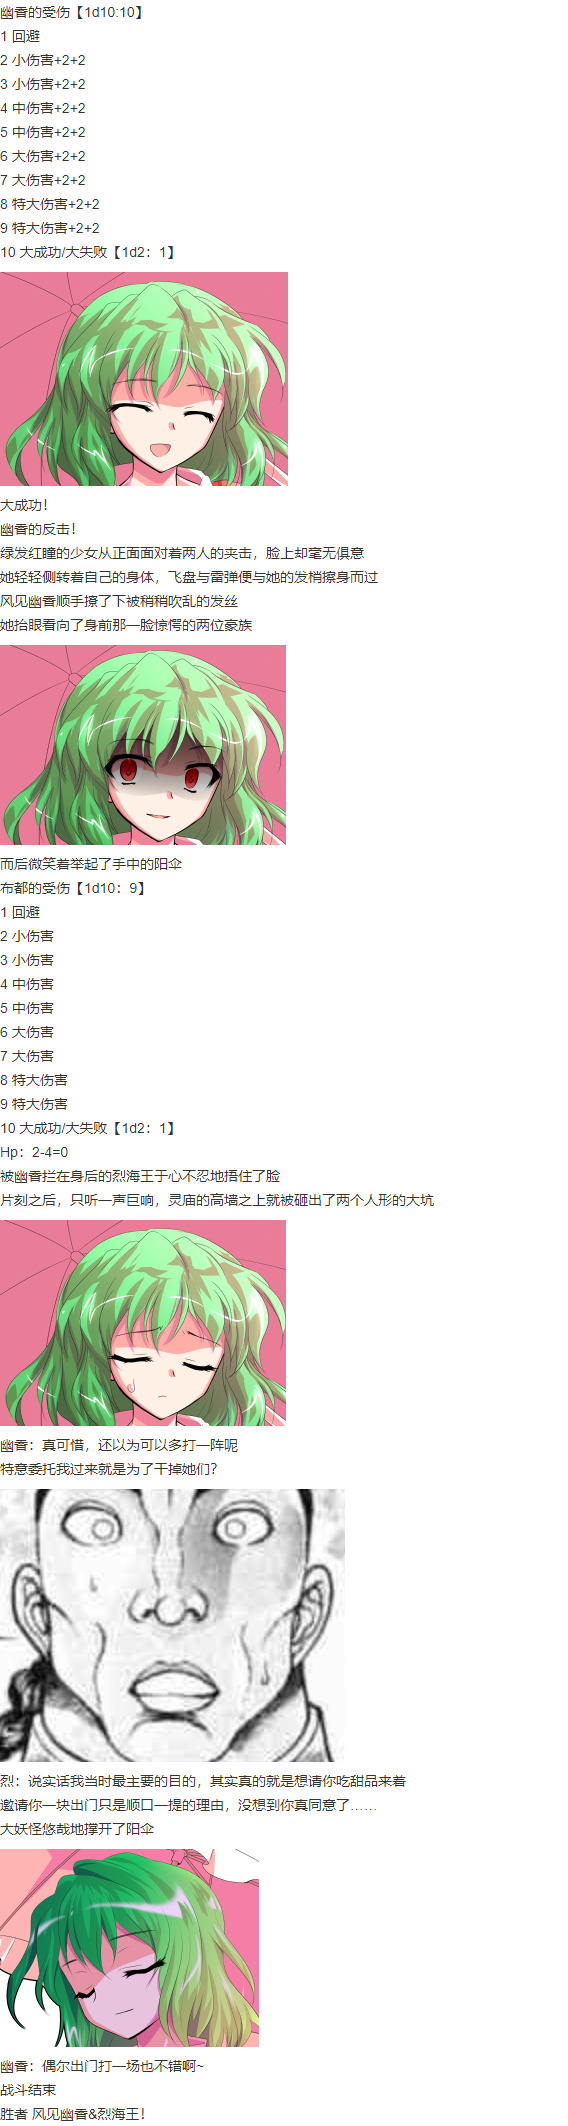 幽香的受伤【1d10:10】
1 回避
2 小伤害+2+2
3 小伤害+2+2
4 中伤害+2+2
5 中伤害+2+2
6 大伤害+2+2
7 大伤害+2+2
8 特大伤害+2+2
9 特大伤害+2+2
10 大成功/大失败【1d2：1】
大成功！
幽香的反击！
绿发红瞳的少女从正面面对着两人的夹击，脸上却毫无惧意
她轻轻侧转着自己的身体，飞盘与雷弹便与她的发梢擦身而过
风见幽香顺手擦了下被稍稍吹乱的发丝
她抬眼看向了身前那一脸惊愕的两位豪族
而后微笑着举起了手中的阳伞
布都的受伤【1d10：9】
1 回避
2 小伤害
3 小伤害
4 中伤害
5 中伤害
6 大伤害
7 大伤害
8 特大伤害
9 特大伤害
10 大成功/大失败【1d2：1】
Hp：2-4=0
被幽香拦在身后的烈海王于心不忍地捂住了脸
片刻之后，只听一声巨响，灵庙的高墙之上就被砸出了两个人形的大坑
幽香：真可惜，还以为可以多打一阵呢
特意委托我过来就是为了干掉她们？
烈：说实话我当时最主要的目的，其实真的就是想请你吃甜品来着
邀请你一块出门只是顺口一提的理由，没想到你真同意了……
大妖怪悠哉地撑开了阳伞
幽香：偶尔出门打一场也不错啊~
战斗结束
胜者 风见幽香&烈海王！